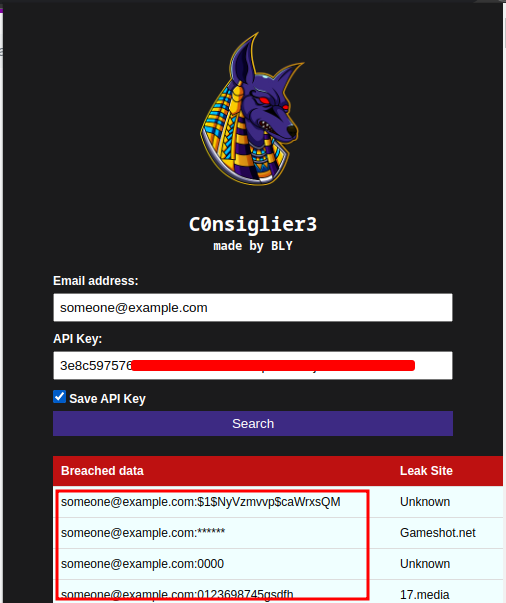 C0nsiglier3
made by BLY
Email address:
someone@example.com
API Key:
3e8c597576
Save API Key
Search
Breached data Leak Site
someone@example.com:$1$NyVzmvvp$caWrxsQM Unknown
someone@example.com:****** Gameshot.net
someone@example.com:0000 Unknown
someone@example.com:0123698745gsdfh 17.media